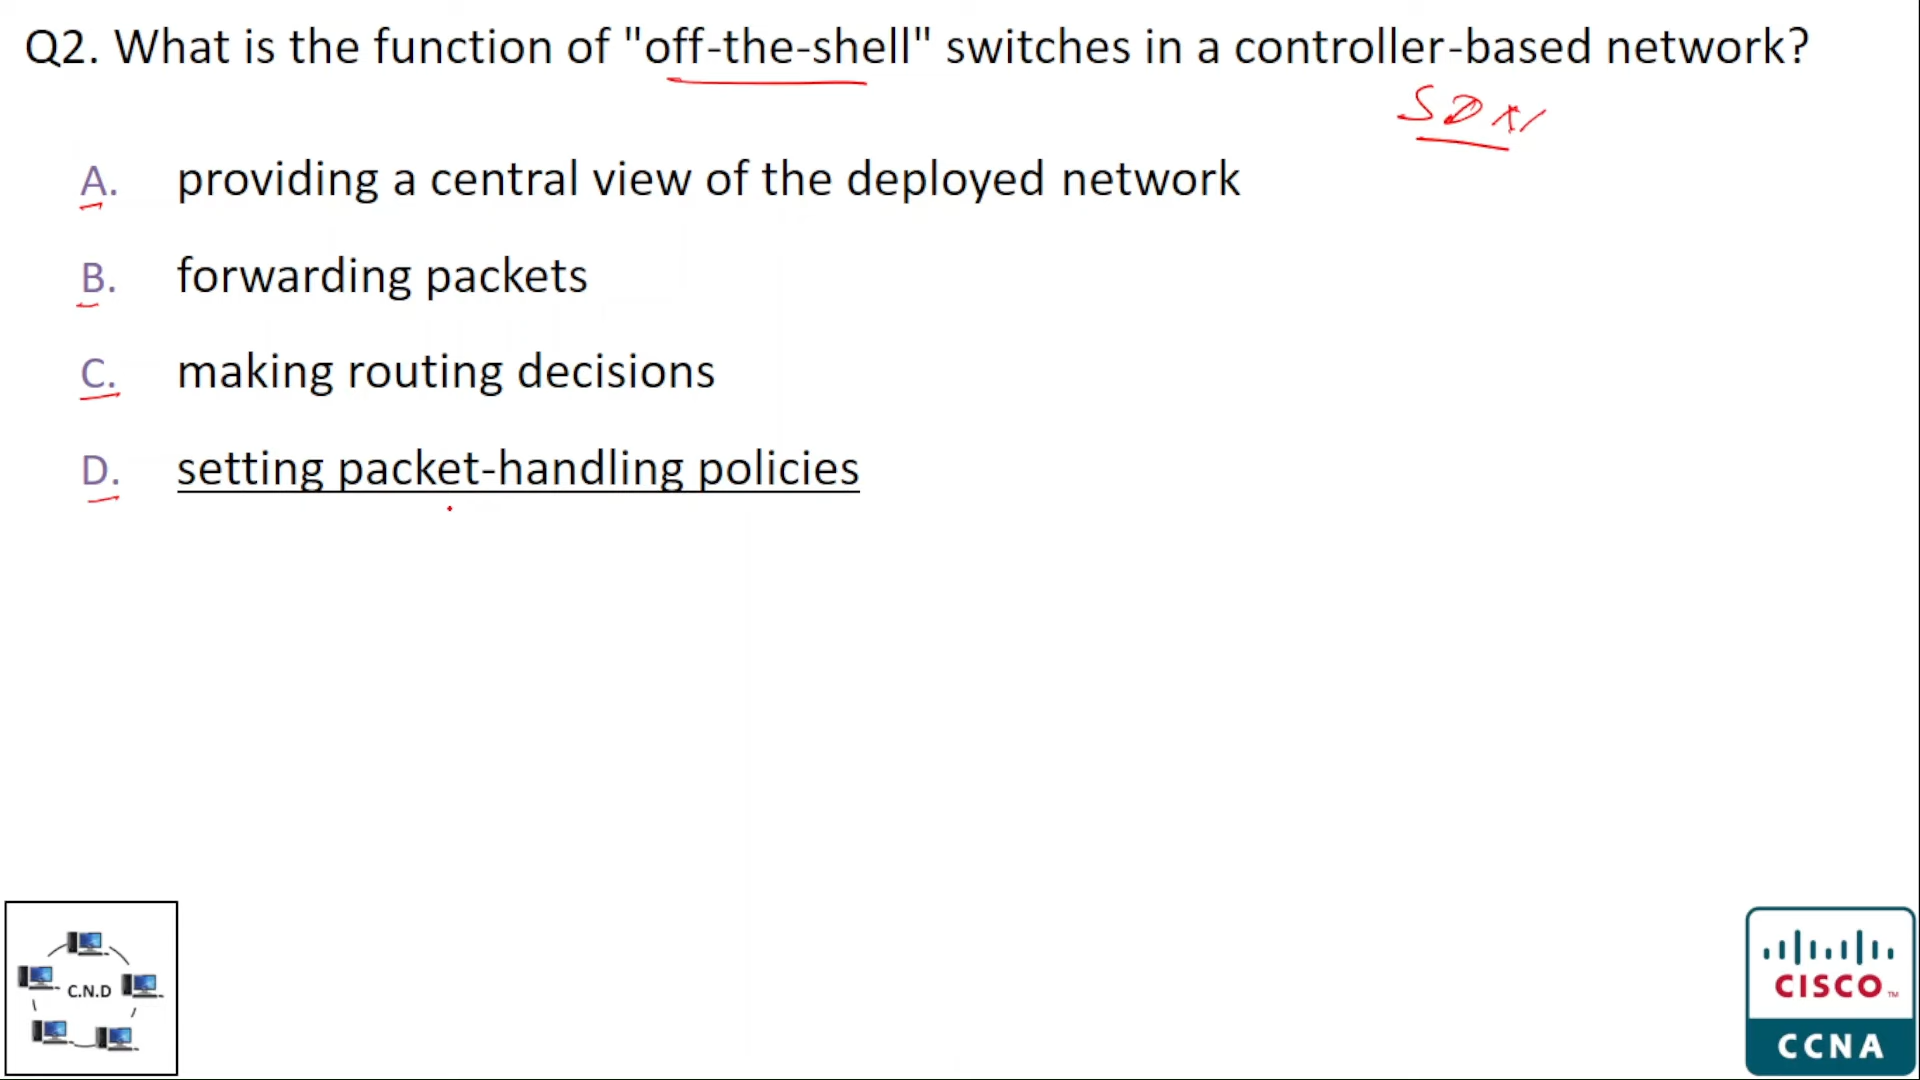 Q2. What is the function of "off-the-shell" switches in a controller-based network?
SDN
A. providing a central view of the deployed network
B. forwarding packets
C. making routing decisions
D. setting packet-handling policies
C.N.D
CISCO™
CCNA